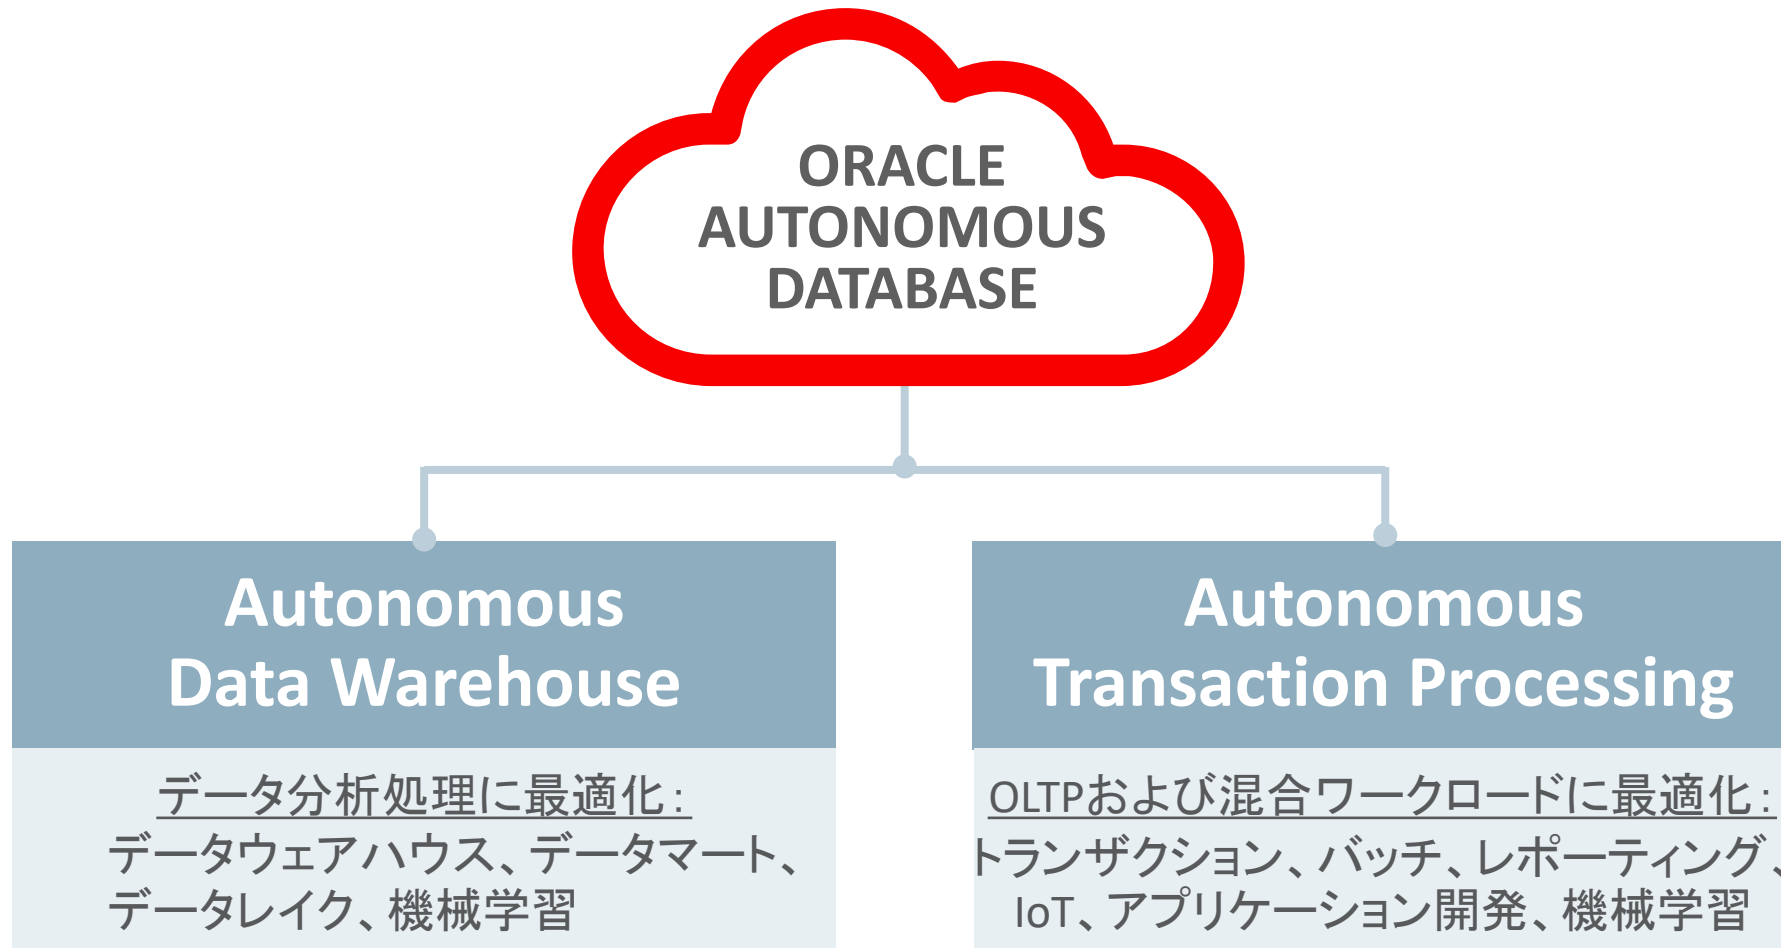 ORACLE
AUTONOMOUS
DATABASE
Autonomous
Data Warehouse
データ分析処理に最適化:
データウェアハウス、データマート、
データレイク、機械学習
Autonomous
Transaction Processing
OLTPおよび混合ワークロードに最適化:
トランザクション、バッチ、レポーティング、
IoT、アプリケーション開発、機械学習